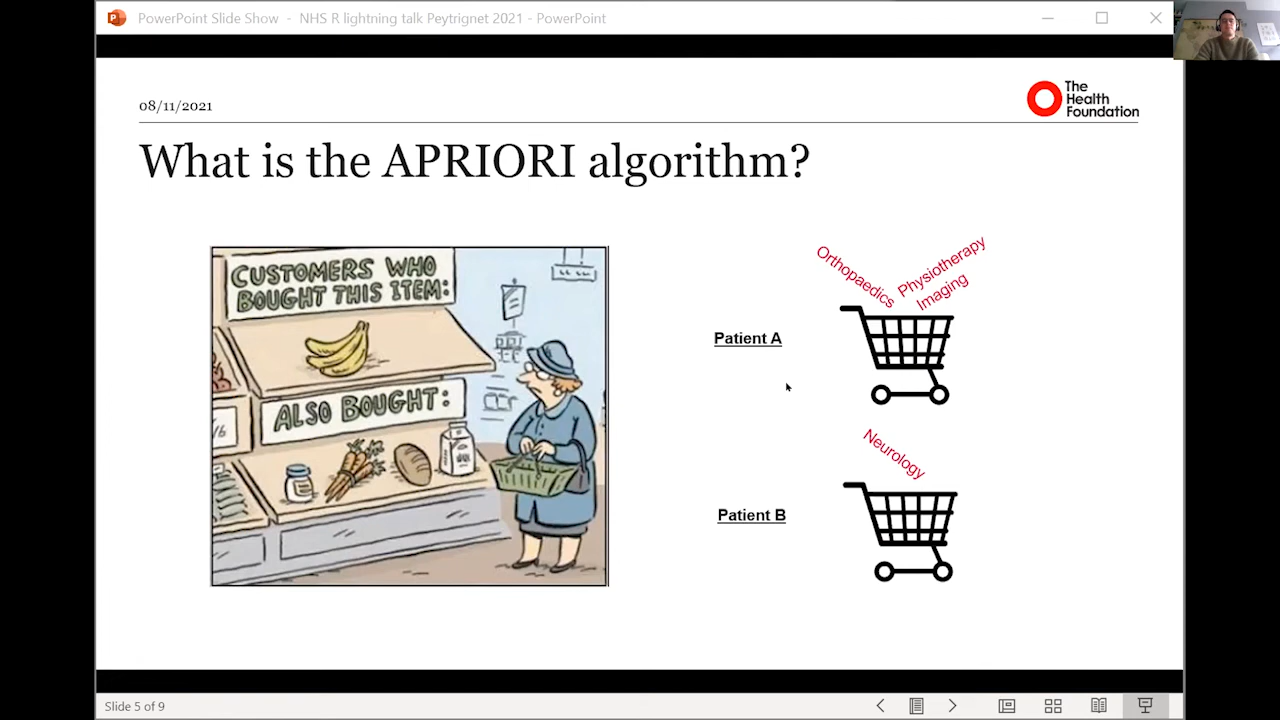 PowerPoint Slide Show - NHS R lightning talk Peytrignet 2021 - PowerPoint
08/11/2021
The
Health
Foundation
What is the APRIORI algorithm?
CUSTOMERS WHO
BOUGHT THIS ITEM:
ALSO BOUGHT:
Orthopaedics
Physiotherapy
Imaging
Patient A
Neurology
Patient B
Slide 5 of 9